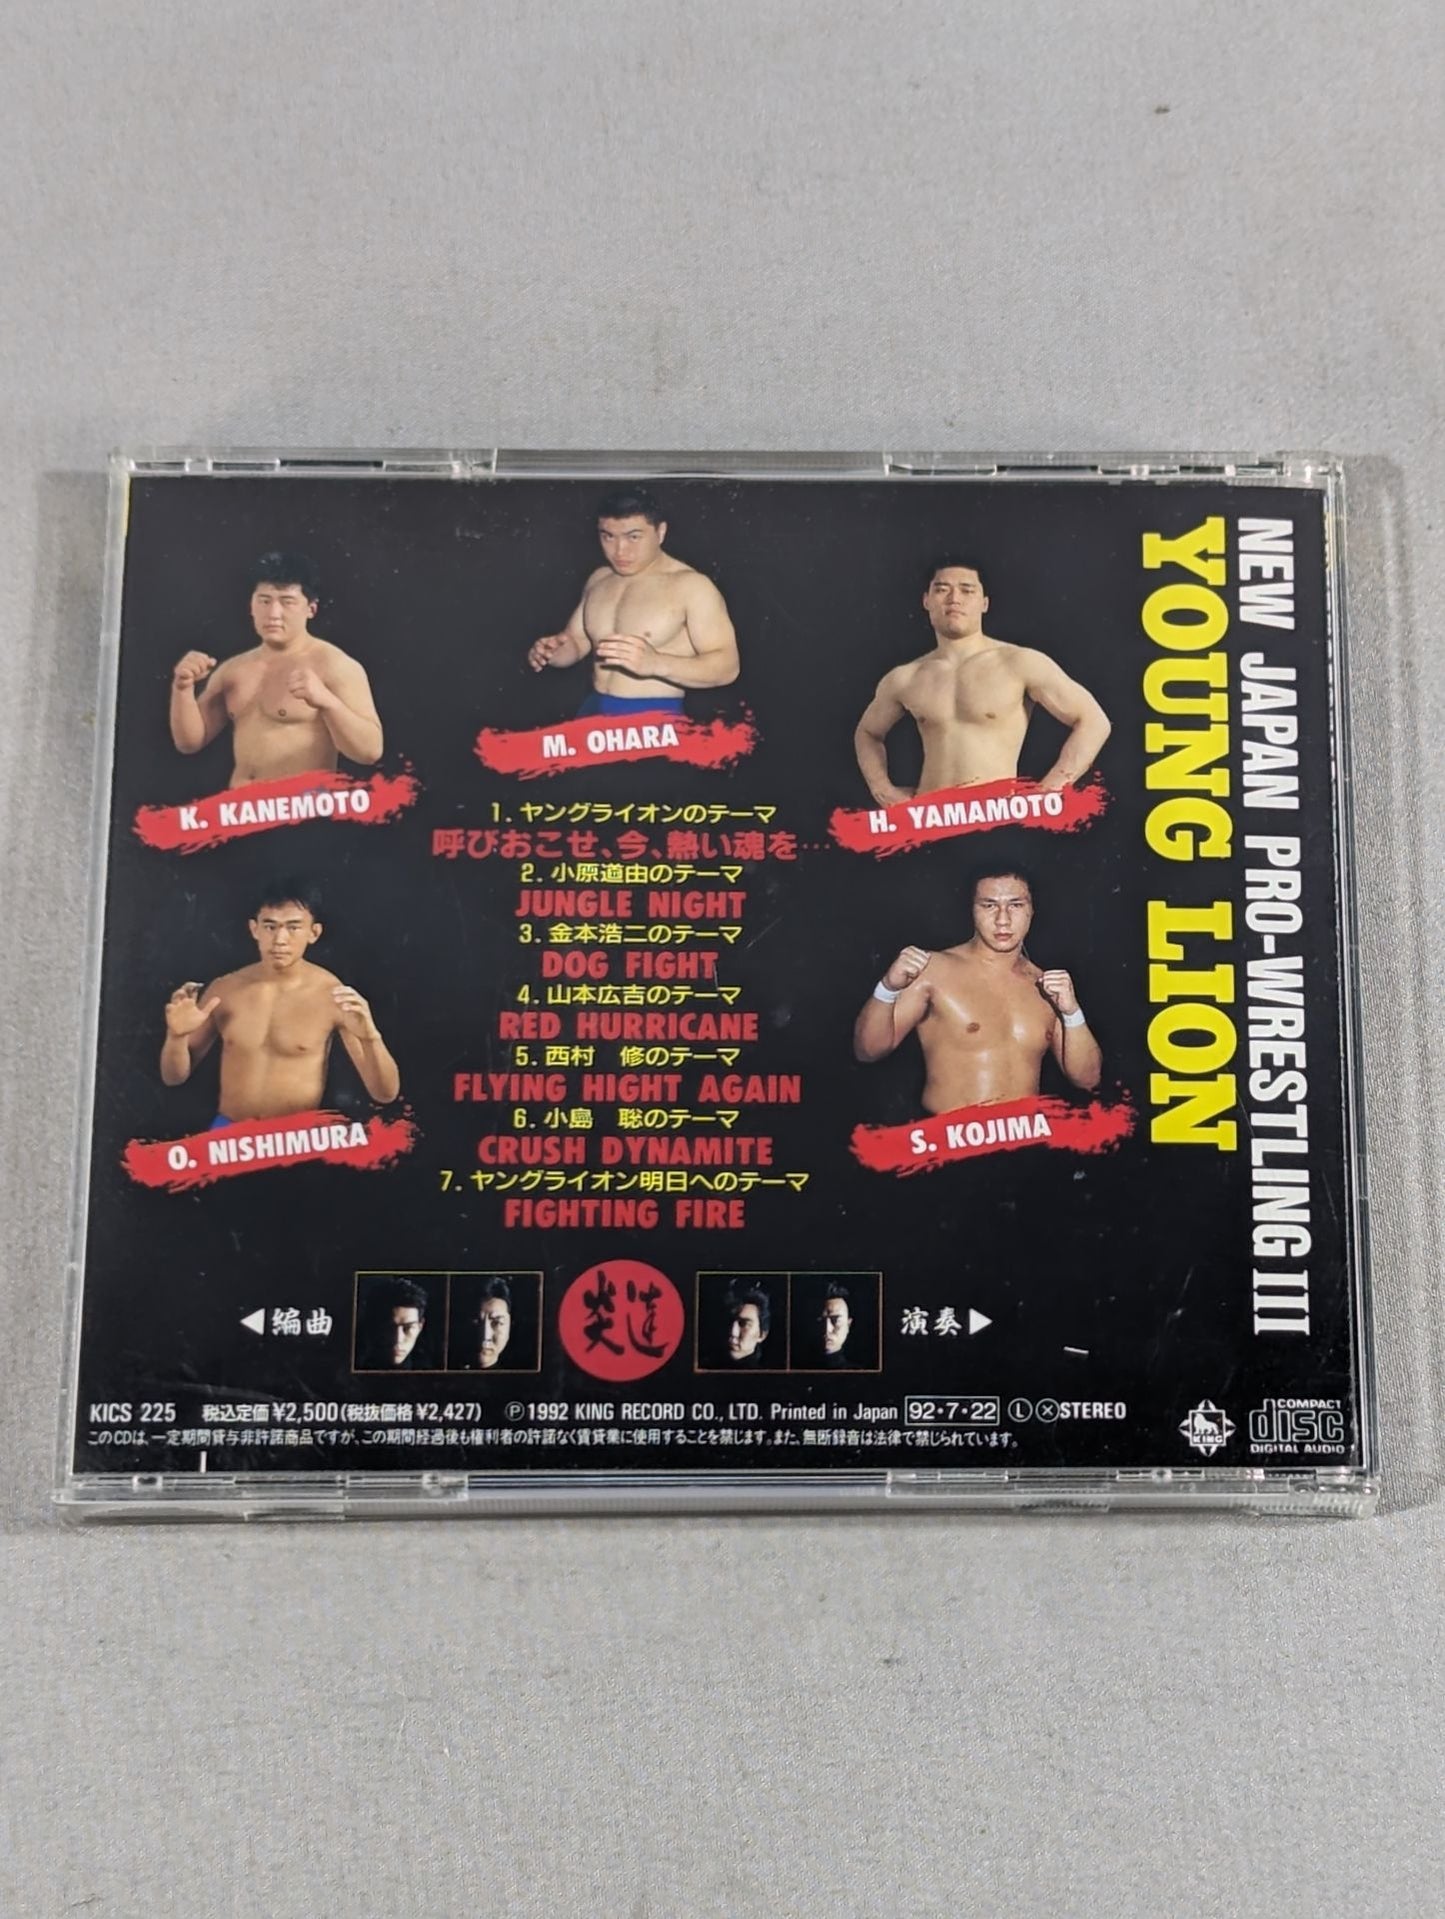 NEW JAPAN PRO-WRESTLING III
YOUNG LION
M. OHARA
K. KANEMOTO
H. YAMAMOTO
O. NISHIMURA
S. KOJIMA
1. ヤングライオンのテーマ
呼びおこせ、今、熱い魂を…
2. 小原道由のテーマ
JUNGLE NIGHT
3. 金本浩二のテーマ
DOG FIGHT
4. 山本広吉のテーマ
RED HURRICANE
5. 西村 修のテーマ
FLYING HIGHT AGAIN
6. 小島 聡のテーマ
CRUSH DYNAMITE
7. ヤングライオン明日へのテーマ
FIGHTING FIRE
◀編曲
演奏▶
KICS 225 税込定価¥2,500(税抜価格¥2,427) Ⓟ1992 KING RECORD CO., LTD. Printed in Japan 92・7・22 ⓁⓍSTEREO
このCDは、一定期間貸与非許諾商品ですが、この期間経過後も権利者の許諾なく賃貸業に使用することを禁じます。また、無断録音は法律で禁じられています。
KING
COMPACT
disc
DIGITAL AUDIO